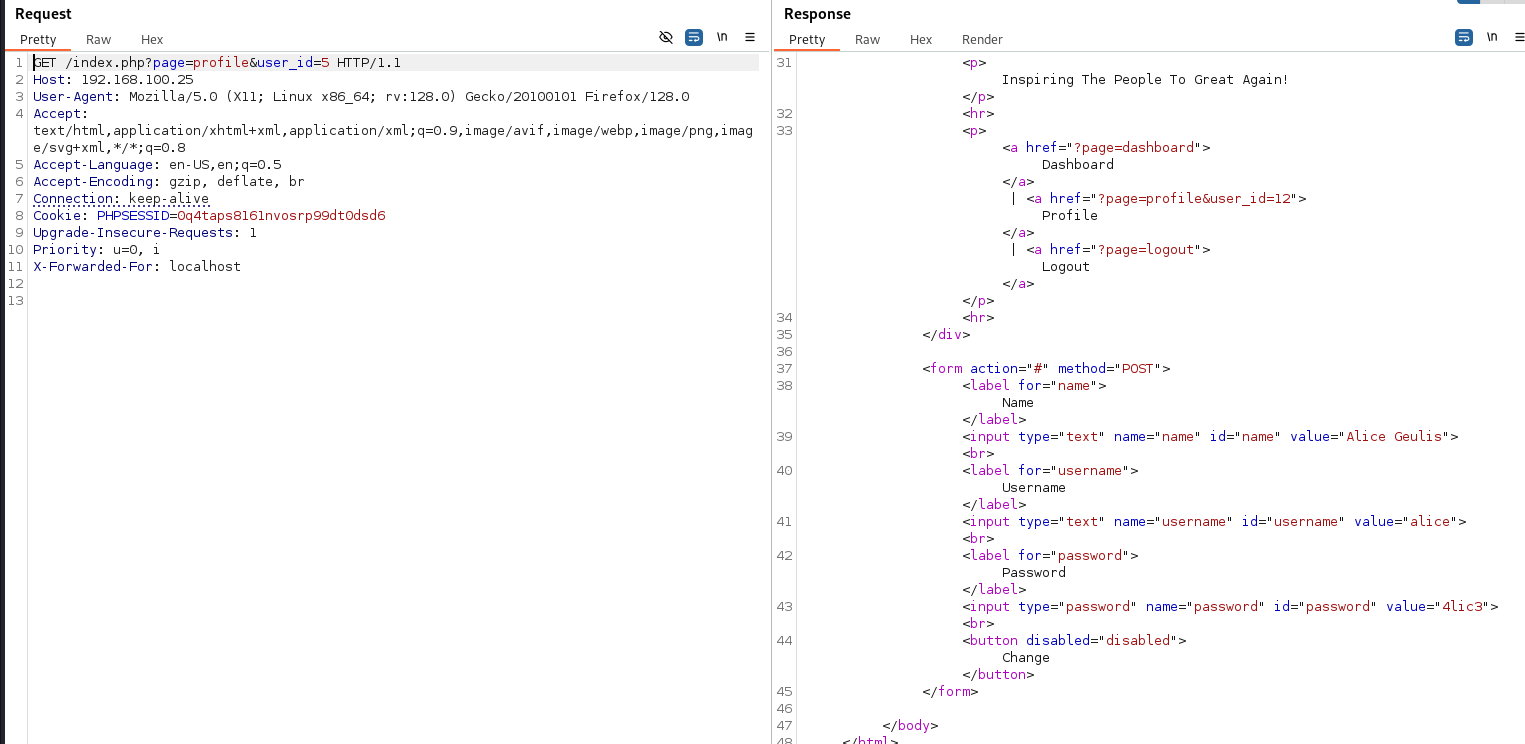 Request
Pretty Raw Hex
\n
1 GET /index.php?page=profile&user_id=5 HTTP/1.1
2 Host: 192.168.100.25
3 User-Agent: Mozilla/5.0 (X11; Linux x86_64; rv:128.0) Gecko/20100101 Firefox/128.0
4 Accept:
text/html,application/xhtml+xml,application/xml;q=0.9,image/avif,image/webp,image/png,imag
e/svg+xml,*/*;q=0.8
5 Accept-Language: en-US,en;q=0.5
6 Accept-Encoding: gzip, deflate, br
7 Connection: keep-alive
8 Cookie: PHPSESSID=0q4taps8161nvosrp99dt0dsd6
9 Upgrade-Insecure-Requests: 1
10 Priority: u=0, i
11 X-Forwarded-For: localhost
12
13
Response
Pretty Raw Hex Render
\n
31 <p>
Inspiring The People To Great Again!
</p>
32 <hr>
33 <p>
<a href="?page=dashboard">
Dashboard
</a>
| <a href="?page=profile&user_id=12">
Profile
</a>
| <a href="?page=logout">
Logout
</a>
</p>
34 <hr>
35 </div>
36
37 <form action="#" method="POST">
38 <label for="name">
Name
</label>
39 <input type="text" name="name" id="name" value="Alice Geulis">
<br>
40 <label for="username">
Username
</label>
41 <input type="text" name="username" id="username" value="alice">
<br>
42 <label for="password">
Password
</label>
43 <input type="password" name="password" id="password" value="4lic3">
<br>
44 <button disabled="disabled">
Change
</button>
45 </form>
46
47 </body>
48 </html>